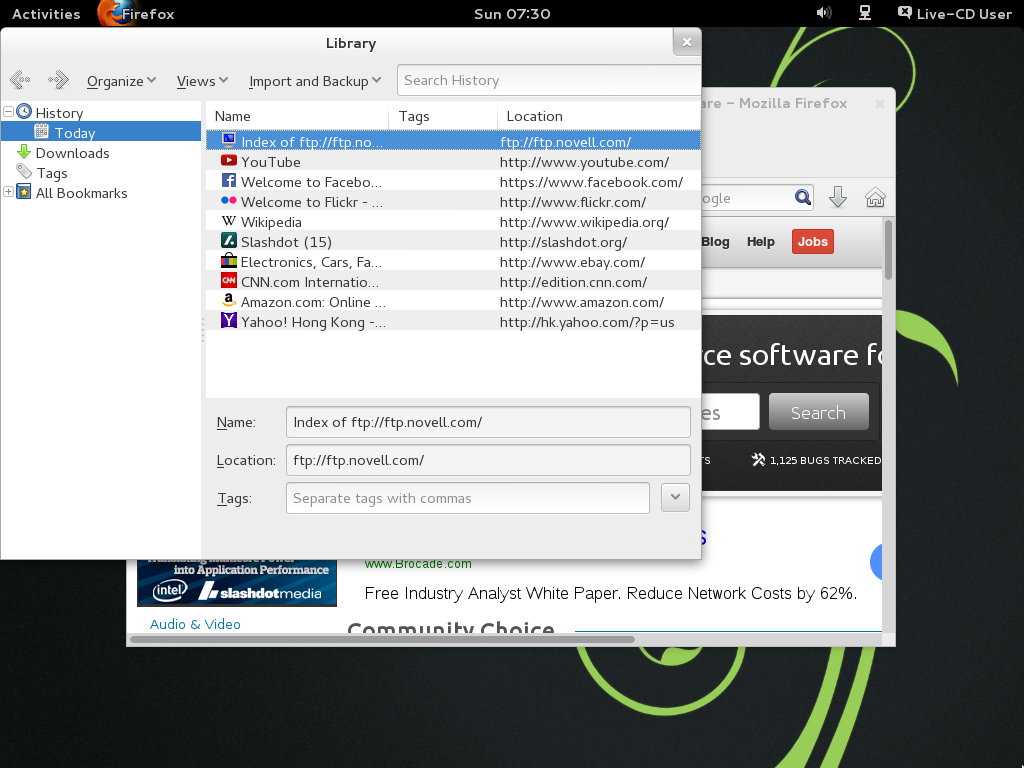 Activities Firefox Sun 07:30 Live-CD User
Library
Organize Views Import and Backup Search History
Name Tags Location
History
Today
Downloads
Tags
All Bookmarks
Index of ftp://ftp.no... ftp://ftp.novell.com/
YouTube http://www.youtube.com/
Welcome to Facebo... https://www.facebook.com/
Welcome to Flickr - ... http://www.flickr.com/
Wikipedia http://www.wikipedia.org/
Slashdot (15) http://slashdot.org/
Electronics, Cars, Fa... http://www.ebay.com/
CNN.com Internatio... http://edition.cnn.com/
Amazon.com: Online ... http://www.amazon.com/
Yahoo! Hong Kong -... http://hk.yahoo.com/?p=us
Name: Index of ftp://ftp.novell.com/
Location: ftp://ftp.novell.com/
Tags: Separate tags with commas
are - Mozilla Firefox
ogle
Blog Help Jobs
rce software fo
es Search
TS 1,125 BUGS TRACKED
s
www.Brocade.com
into Application Performance
intel slashdotmedia
Free Industry Analyst White Paper. Reduce Network Costs by 62%.
Audio & Video
Community Choice